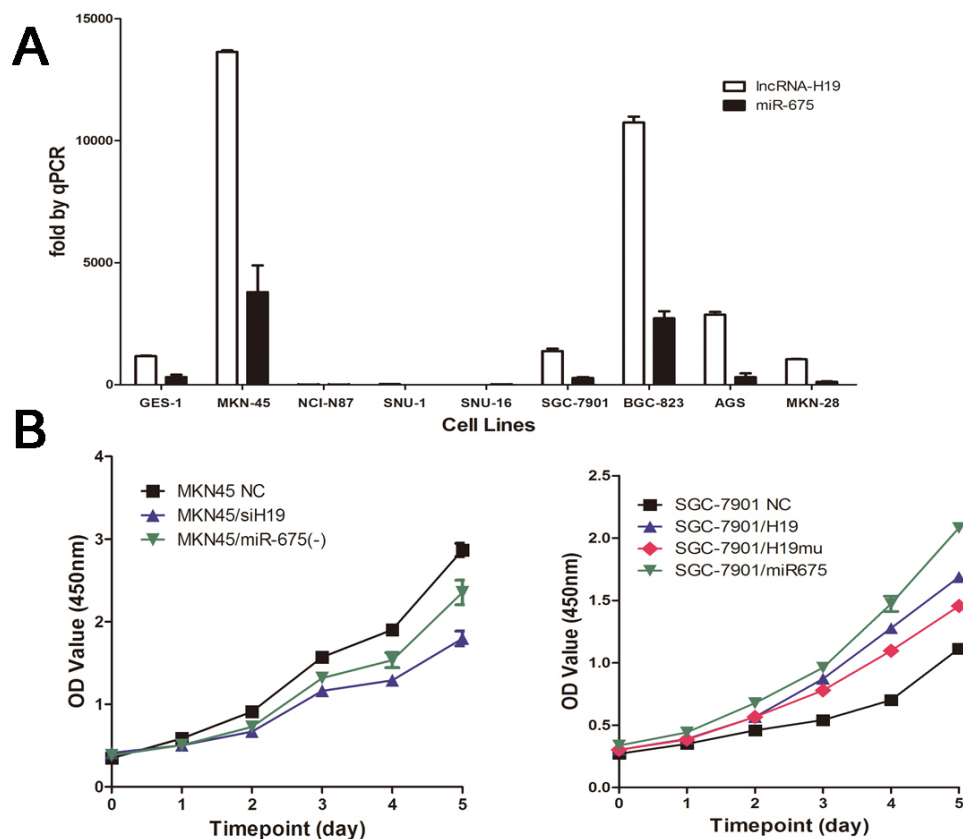 A
15000
10000
5000
0
fold by qPCR
lncRNA-H19
miR-675
GES-1 MKN-45 NCI-N87 SNU-1 SNU-16 SGC-7901 BGC-823 AGS MKN-28
Cell Lines
B
4
3
2
1
0
OD Value (450nm)
MKN45 NC
MKN45/siH19
MKN45/miR-675(-)
0 1 2 3 4 5
Timepoint (day)
2.5
2.0
1.5
1.0
0.5
0.0
OD Value (450nm)
SGC-7901 NC
SGC-7901/H19
SGC-7901/H19mu
SGC-7901/miR675
0 1 2 3 4 5
Timepoint (day)